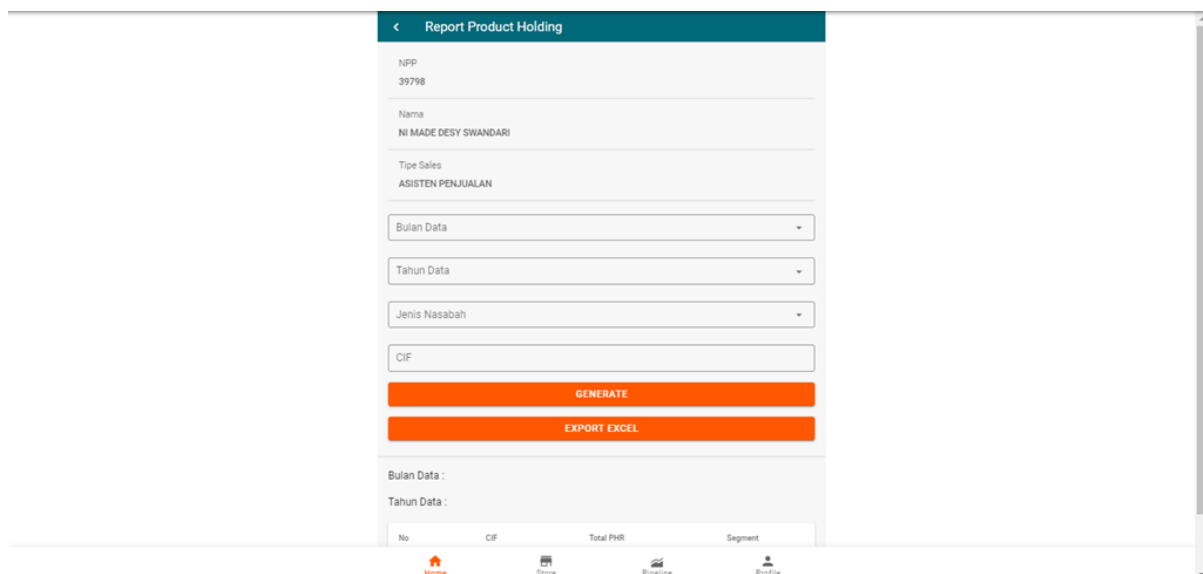 Report Product Holding
NPP
39798
Nama
NI MADE DESY SWANDARI
Tipe Sales
ASISTEN PENJUALAN
Bulan Data
Tahun Data
Jenis Nasabah
CIF
GENERATE
EXPORT EXCEL
Bulan Data :
Tahun Data :
No CIF Total PHR Segment
Home Store Pipeline Profile